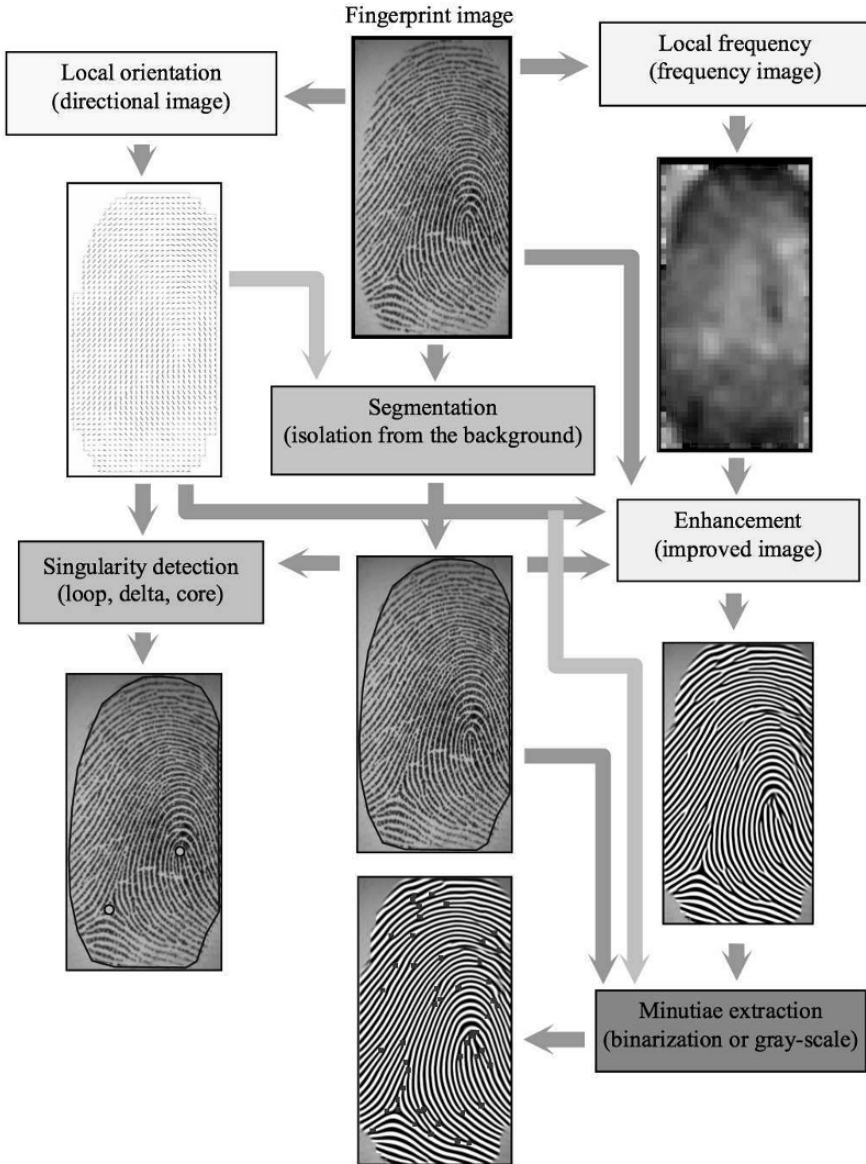 Fingerprint image
Local orientation
(directional image)
Local frequency
(frequency image)
Segmentation
(isolation from the background)
Enhancement
(improved image)
Singularity detection
(loop, delta, core)
Minutiae extraction
(binarization or gray-scale)